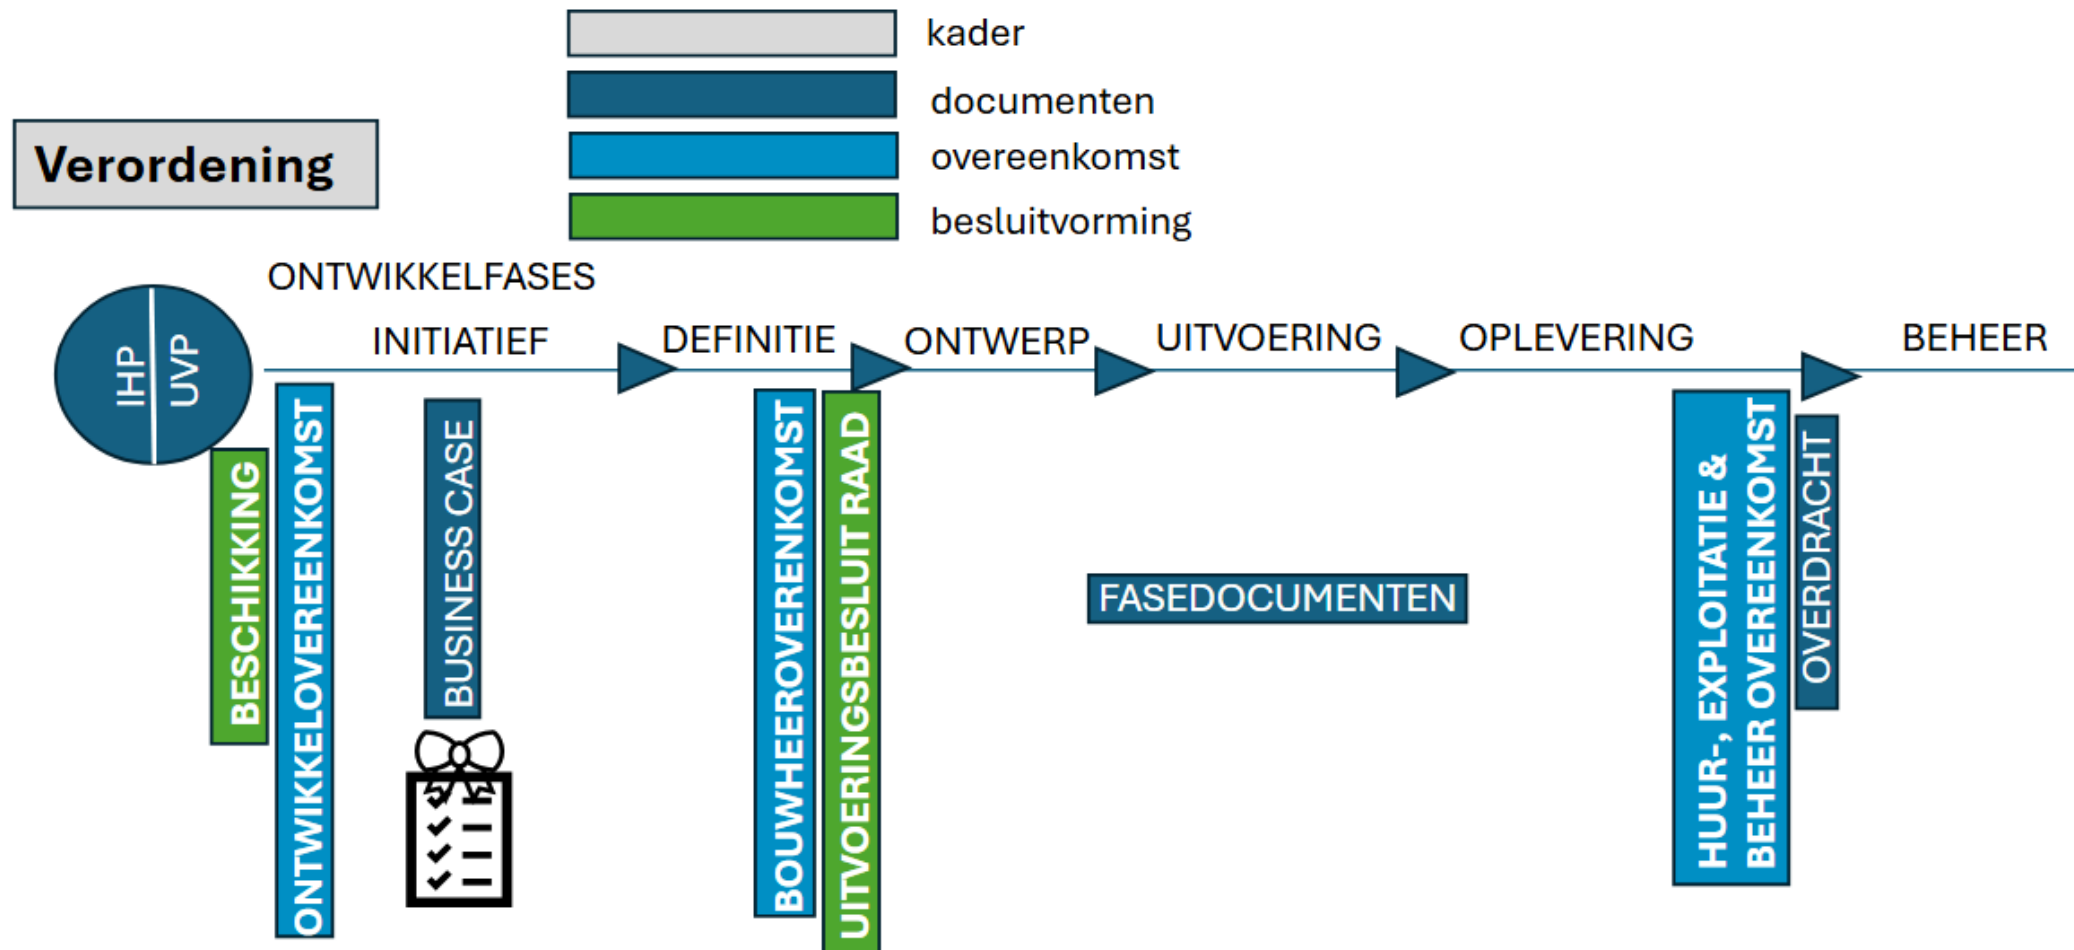 kader
documenten
overeenkomst
besluitvorming
Verordening
ONTWIKKELFASES
INITIATIEF
DEFINITIE
ONTWERP
UITVOERING
OPLEVERING
BEHEER
IHP
UVP
BESCHIKKING
ONTWIKKELOVEREENKOMST
BUSINESS CASE
BOUWHEEROVERENKOMST
UITVOERINGSBESLUIT RAAD
FASEDOCUMENTEN
HUUR-, EXPLOITATIE &
BEHEER OVEREENKOMST
OVERDRACHT